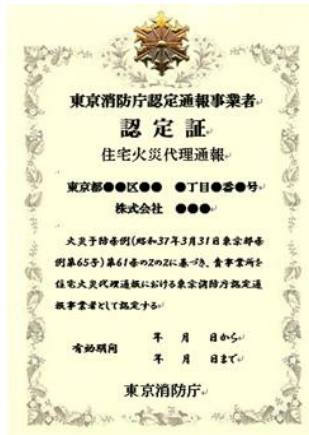 東京消防庁認定通報事業者
認定証
住宅火災代理通報
東京都●●区●● ●丁目●番●号
株式会社 ●●●
火災予防条例(昭和37年3月31日東京都条
例第65号)第61条の2の2に基づき、貴事業所を
住宅火災代理通報における東京消防庁認定通
報事業者として認定する
有効期間
年 月 日から
年 月 日まで
東京消防庁